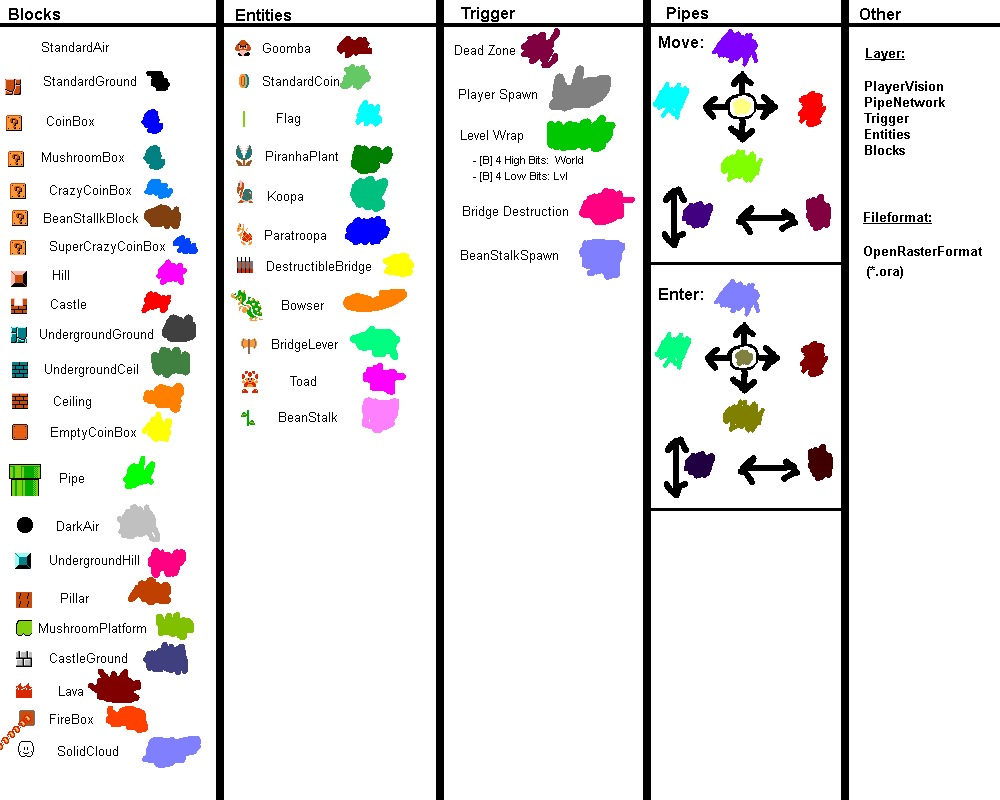 Blocks
StandardAir
StandardGround
CoinBox
MushroomBox
CrazyCoinBox
BeanStallkBlock
SuperCrazyCoinBox
Hill
Castle
UndergroundGround
UndergroundCeil
Ceiling
EmptyCoinBox
Pipe
DarkAir
UndergroundHill
Pillar
MushroomPlatform
CastleGround
Lava
FireBox
SolidCloud
Entities
Goomba
StandardCoin
Flag
PiranhaPlant
Koopa
Paratroopa
DestructibleBridge
Bowser
BridgeLever
Toad
BeanStalk
Trigger
Dead Zone
Player Spawn
Level Wrap
- [B] 4 High Bits: World
- [B] 4 Low Bits: Lvl
Bridge Destruction
BeanStalkSpawn
Pipes
Move:
Enter:
Other
Layer:
PlayerVision
PipeNetwork
Trigger
Entities
Blocks
Fileformat:
OpenRasterFormat
(*.ora)